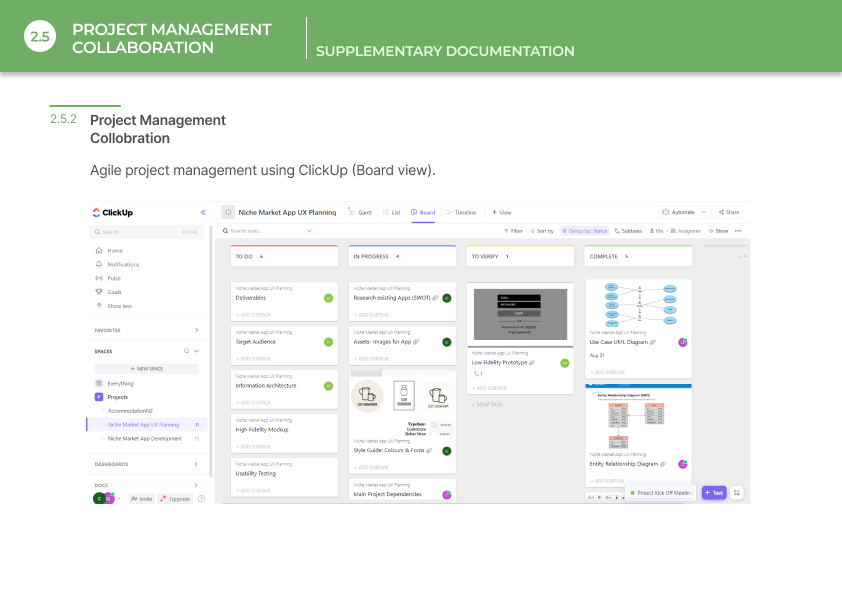 2.5
PROJECT MANAGEMENT
COLLABORATION
SUPPLEMENTARY DOCUMENTATION
2.5.2
Project Management
Collobration
Agile project management using ClickUp (Board view).
ClickUp
Niche Market App UX Planning
Gantt
List
Board
Timeline
+ View
Automate
Share
Search
Ctrl+K
Search tasks...
Filter
Sort by
Group by: Status
Subtasks
Me
Assignees
Show
Home
Notifications
Pulse
Goals
Show less
FAVORITES
SPACES
+ NEW SPACE
Everything
Projects
AccommodationNZ
Niche Market App UX Planning
Niche Market App Development
DASHBOARDS
DOCS
Invite
Upgrade
TO DO 6
Niche Market App UX Planning
Deliverables
+ ADD SUBTASK
Niche Market App UX Planning
Target Audience
+ ADD SUBTASK
Niche Market App UX Planning
Information Architecture
+ ADD SUBTASK
Niche Market App UX Planning
High Fidelity Mockup
+ ADD SUBTASK
Niche Market App UX Planning
Usability Testing
+ ADD SUBTASK
IN PROGRESS 4
Niche Market App UX Planning
Research existing Apps (SWOT)
+ ADD SUBTASK
Niche Market App UX Planning
Assets- Images for App
+ ADD SUBTASK
Typeface:
Niche Market App UX Planning
Style Guide: Colours & Fonts
+ ADD SUBTASK
Niche Market App UX Planning
Main Project Dependencies
TO VERIFY 1
Niche Market App UX Planning
Low Fidelity Prototype
1
+ ADD SUBTASK
+ NEW TASK
COMPLETE 5
Niche Market App UX Planning
Use Case UML Diagram
Aug 21
+ ADD SUBTASK
Entity Relationship Diagram (ERD)
Niche Market App UX Planning
Entity Relationship Diagram
+ ADD SUBTASK
Project Kick Off Meetin
+ Task